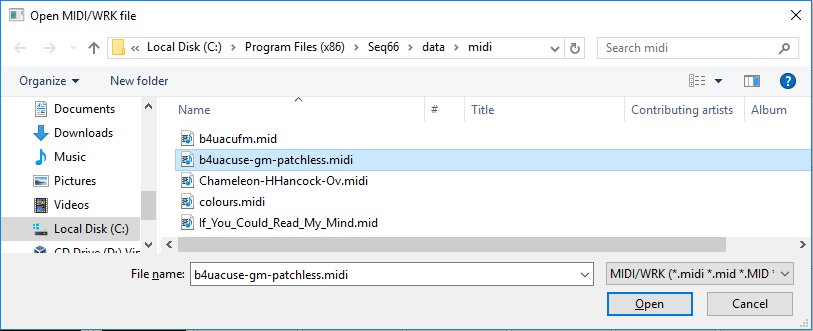 Open MIDI/WRK file
« Local Disk (C:) > Program Files (x86) > Seq66 > data > midi
Search midi
Organize
New folder
?
Documents
Downloads
Music
Pictures
Videos
Local Disk (C:)
CD Drive (D:) Vir
Name # Title Contributing artists Album
b4uacufm.mid
b4uacuse-gm-patchless.midi
Chameleon-HHancock-Ov.midi
colours.midi
If_You_Could_Read_My_Mind.mid
File name: b4uacuse-gm-patchless.midi
MIDI/WRK (*.midi *.mid *.MID *
Open Cancel